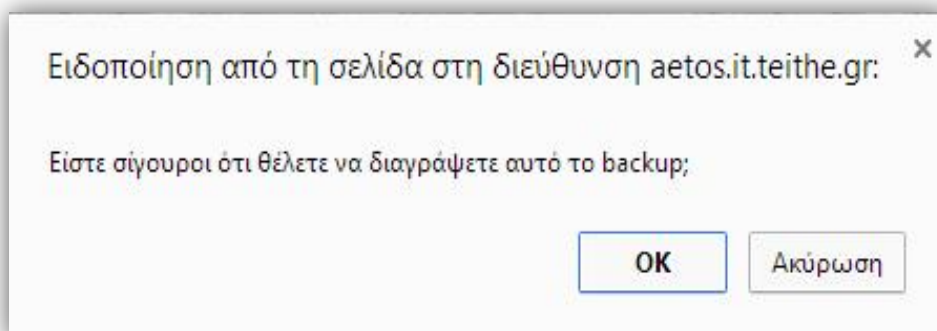 Ειδοποίηση από τη σελίδα στη διεύθυνση aetos.it.teithe.gr:
Είστε σίγουροι ότι θέλετε να διαγράψετε αυτό το backup;
OK Ακύρωση